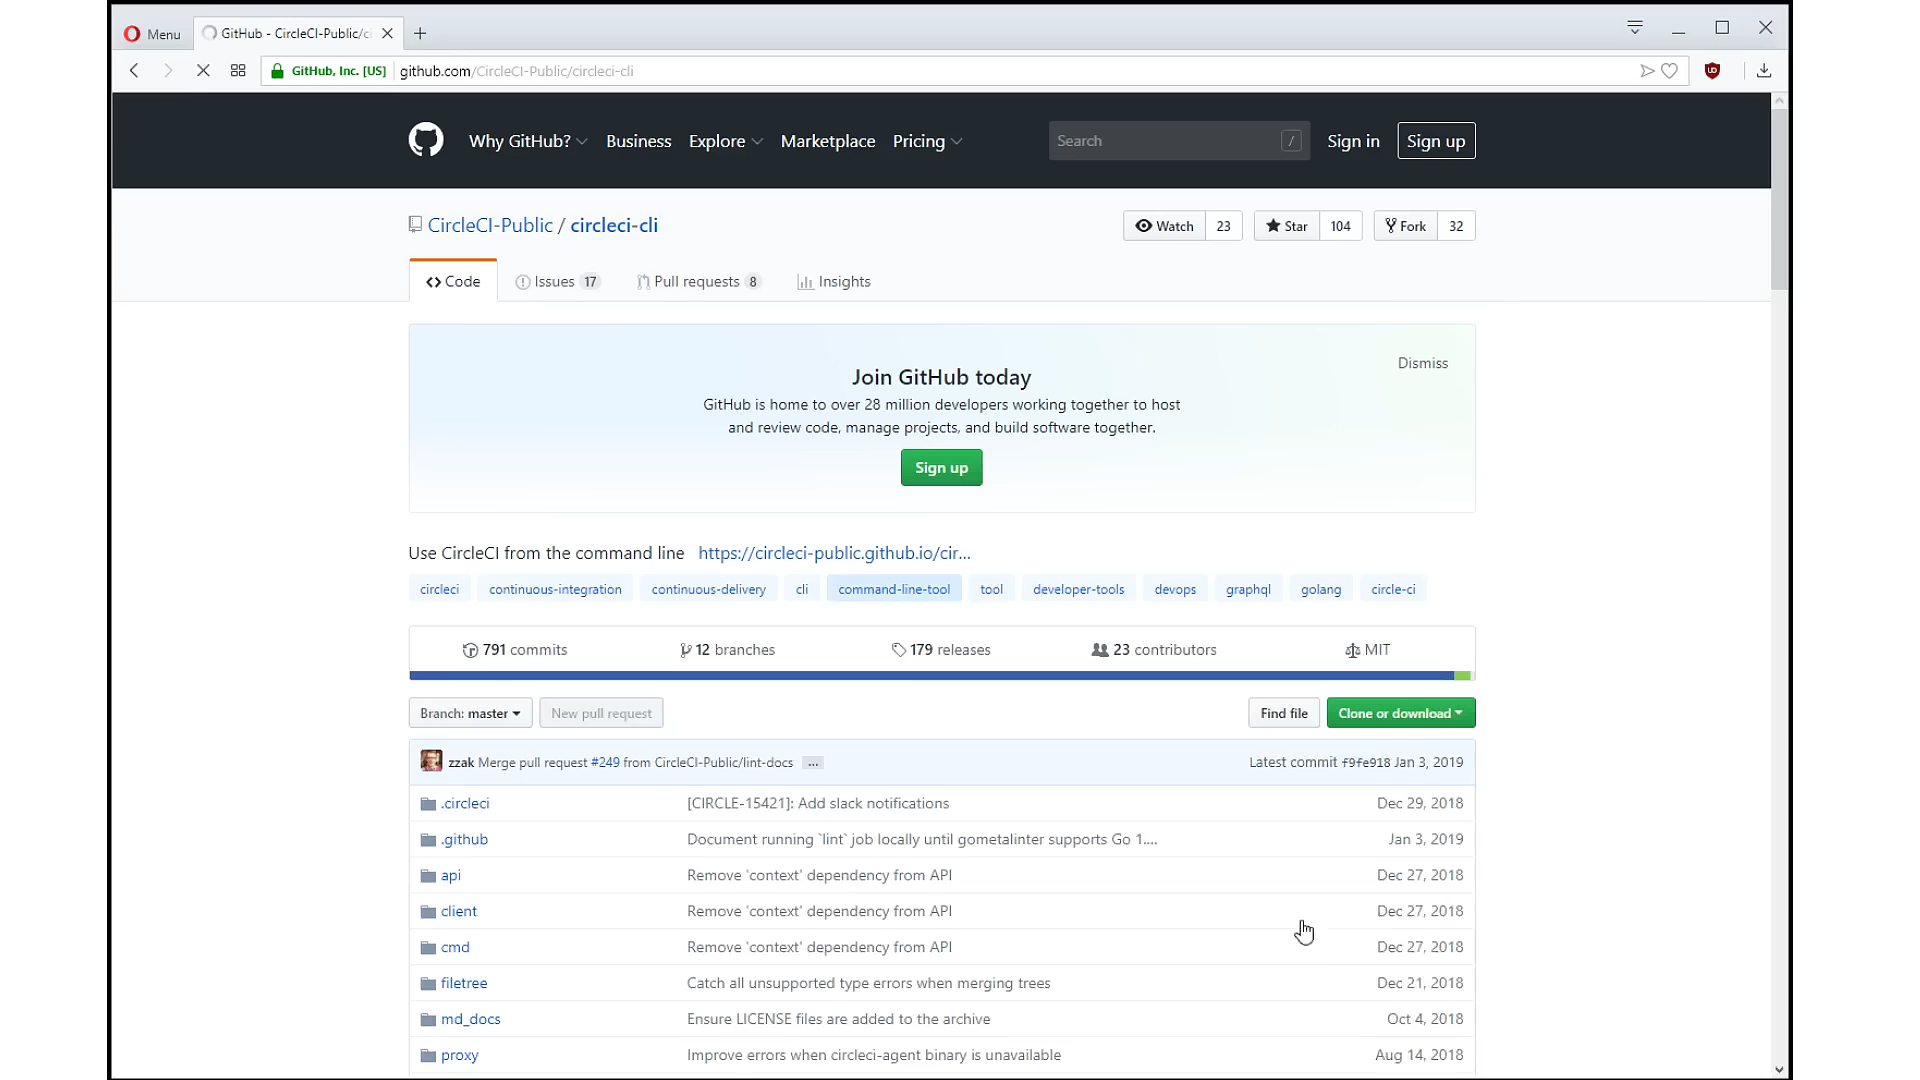 Menu
GitHub - CircleCI-Public/ci
GitHub, Inc. [US] github.com/CircleCI-Public/circleci-cli
Why GitHub? Business Explore Marketplace Pricing Search / Sign in Sign up
CircleCI-Public / circleci-cli
Watch 23 Star 104 Fork 32
Code Issues 17 Pull requests 8 Insights
Dismiss
Join GitHub today
GitHub is home to over 28 million developers working together to host
and review code, manage projects, and build software together.
Sign up
Use CircleCI from the command line https://circleci-public.github.io/cir...
circleci continuous-integration continuous-delivery cli command-line-tool tool developer-tools devops graphql golang circle-ci
791 commits 12 branches 179 releases 23 contributors MIT
Branch: master New pull request Find file Clone or download
zzak Merge pull request #249 from CircleCI-Public/lint-docs ... Latest commit f9fe918 Jan 3, 2019
.circleci [CIRCLE-15421]: Add slack notifications Dec 29, 2018
.github Document running `lint` job locally until gometalinter supports Go 1.... Jan 3, 2019
api Remove 'context' dependency from API Dec 27, 2018
client Remove 'context' dependency from API Dec 27, 2018
cmd Remove 'context' dependency from API Dec 27, 2018
filetree Catch all unsupported type errors when merging trees Dec 21, 2018
md_docs Ensure LICENSE files are added to the archive Oct 4, 2018
proxy Improve errors when circleci-agent binary is unavailable Aug 14, 2018